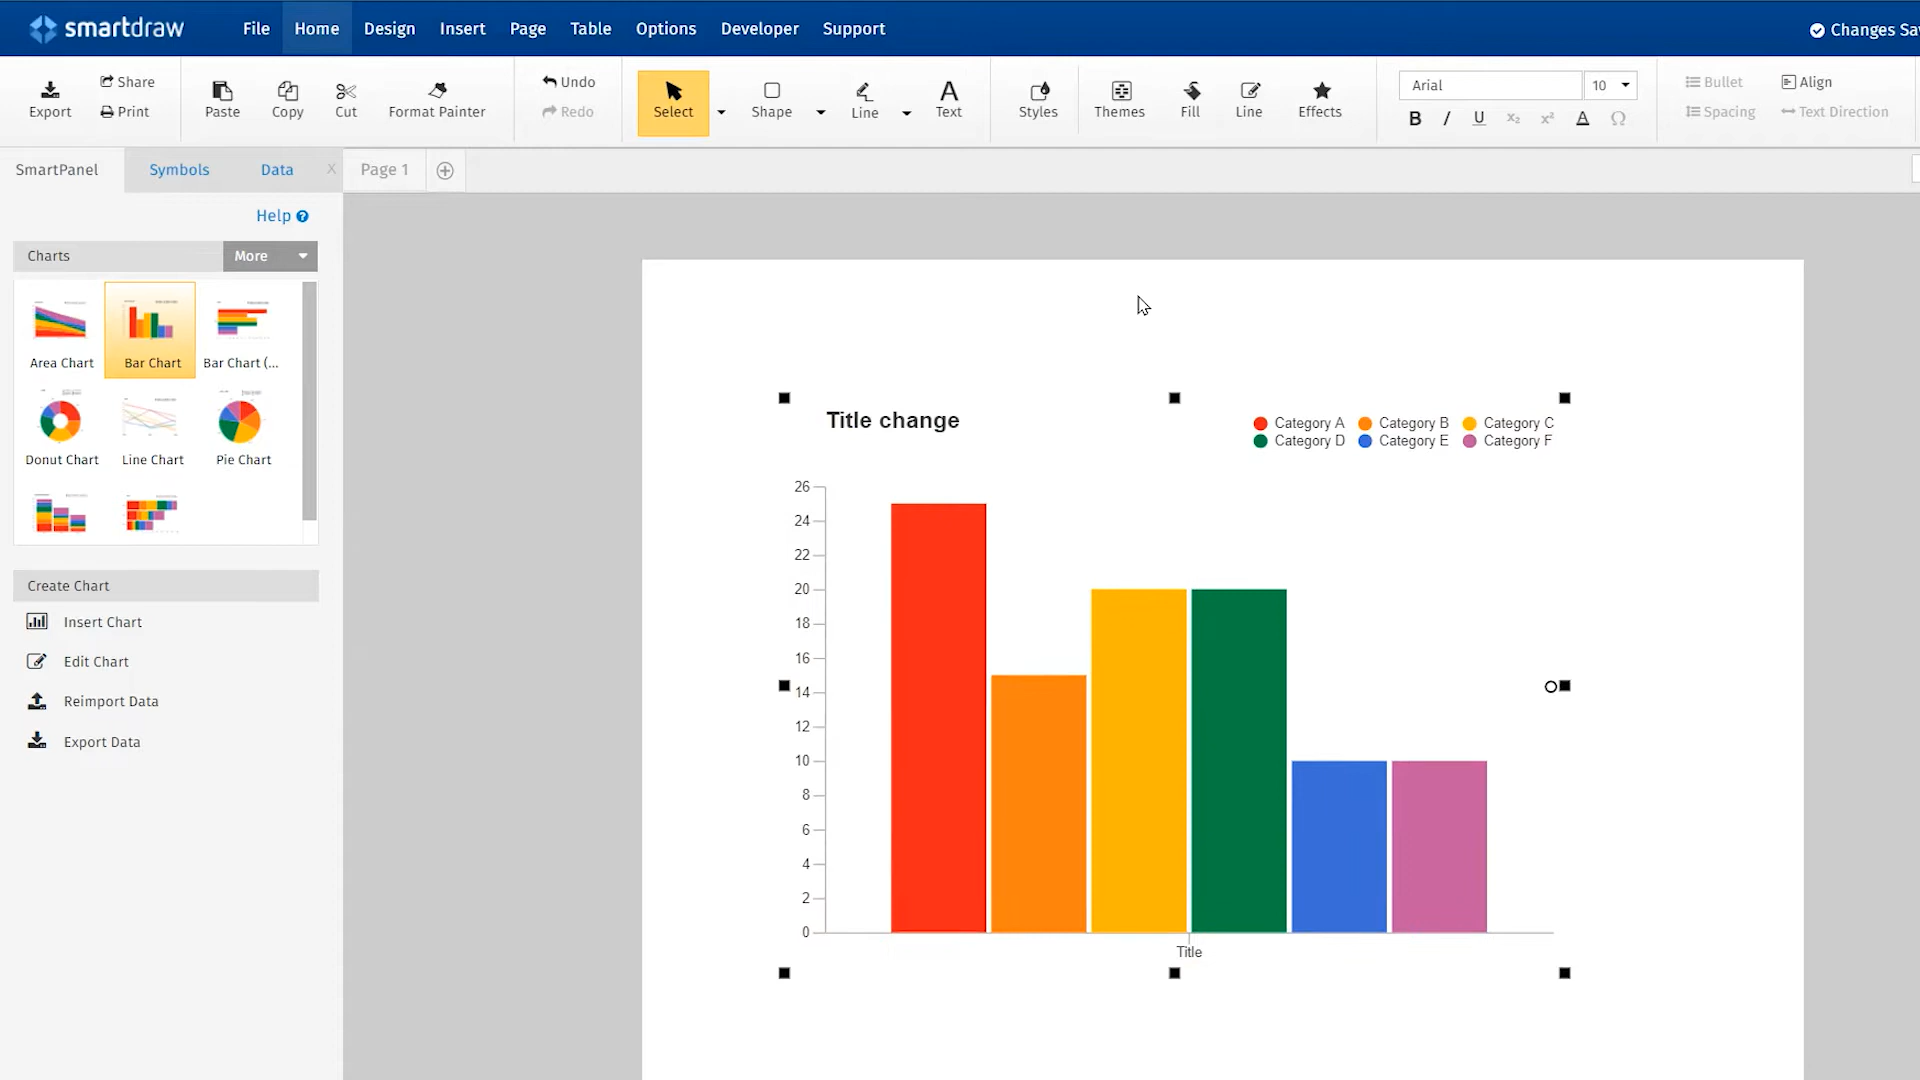 smartdraw File Home Design Insert Page Table Options Developer Support Changes Sav
Export Share Print Paste Copy Cut Format Painter Undo Redo Select Shape Line A Text Styles Themes Fill Line Effects Arial 10 B I U x₂ x² A Ω Bullet Spacing Align Text Direction
SmartPanel Symbols Data X Page 1
Help
Charts More
Area Chart Bar Chart Bar Chart (...
Donut Chart Line Chart Pie Chart
Create Chart
Insert Chart
Edit Chart
Reimport Data
Export Data
Title change
Category A Category B Category C
Category D Category E Category F
26
24
22
20
18
16
14
12
10
8
6
4
2
0
Title